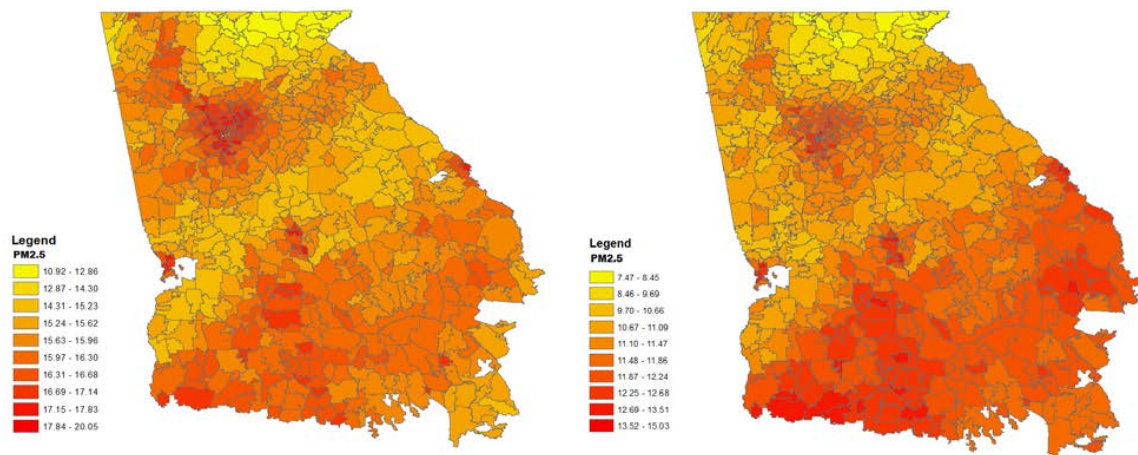 Legend
PM2.5
10.92 - 12.86
12.87 - 14.30
14.31 - 15.23
15.24 - 15.62
15.63 - 15.96
15.97 - 16.30
16.31 - 16.68
16.69 - 17.14
17.15 - 17.83
17.84 - 20.05
Legend
PM2.5
7.47 - 8.45
8.46 - 9.69
9.70 - 10.66
10.67 - 11.09
11.10 - 11.47
11.48 - 11.86
11.87 - 12.24
12.25 - 12.68
12.69 - 13.51
13.52 - 15.03